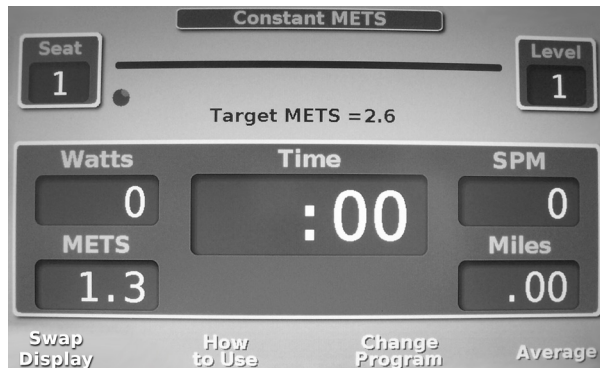 Constant METS
Seat
1
Level
1
Target METS =2.6
Watts
0
Time
:00
SPM
0
METS
1.3
Miles
.00
Swap
Display
How
to Use
Change
Program
Average